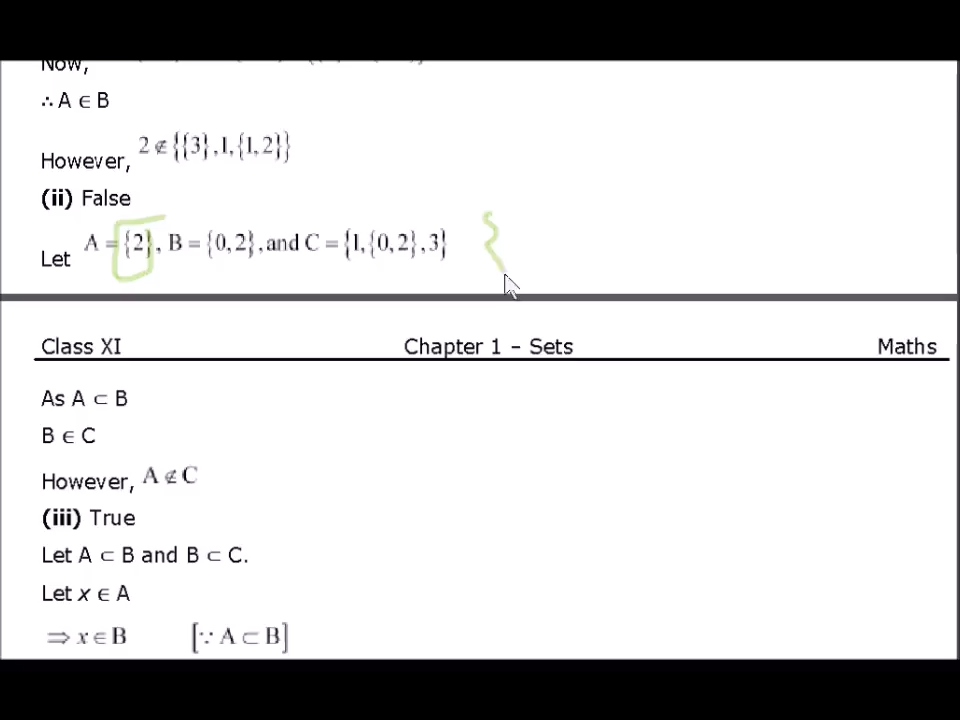 Now,
∴ A ∈ B
However, 2 ∉ {{3},1,{1,2}}
(ii) False
Let A = {2}, B = {0,2}, and C = {1,{0,2},3}
Class XI Chapter 1 – Sets Maths
As A ⊂ B
B ∈ C
However, A ∉ C
(iii) True
Let A ⊂ B and B ⊂ C.
Let x ∈ A
⇒ x ∈ B [∵ A ⊂ B]